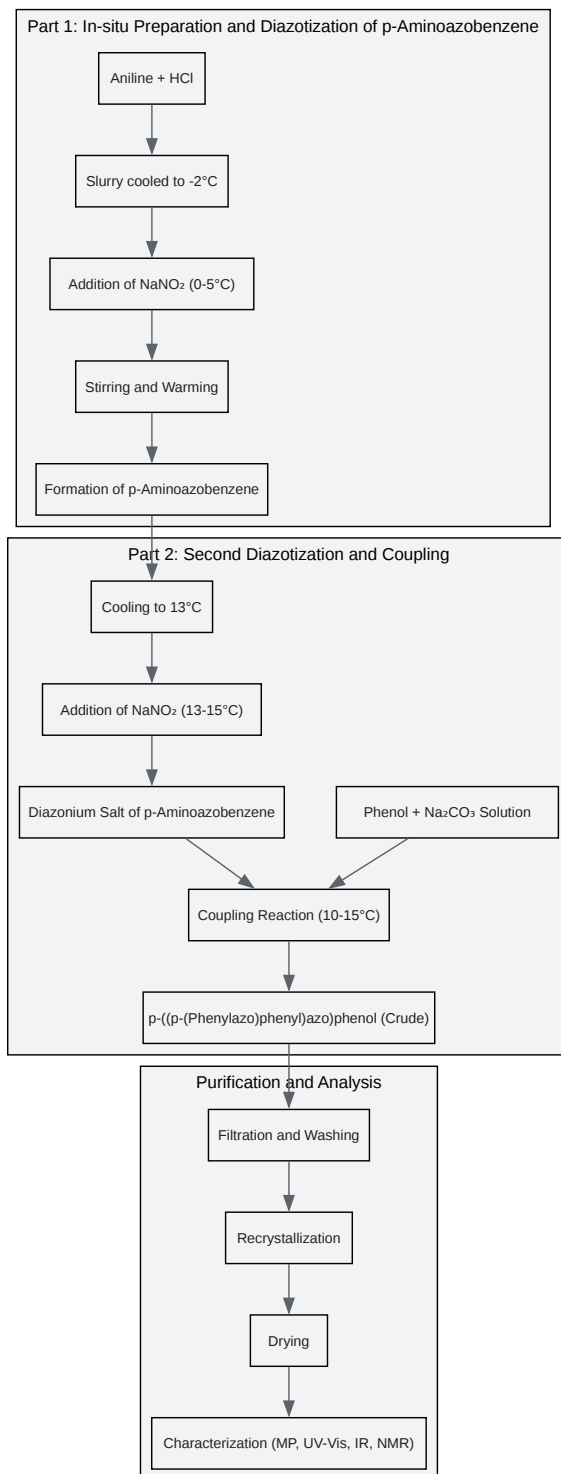 Part 1: In-situ Preparation and Diazotization of p-Aminoazobenzene
Aniline + HCl
Slurry cooled to -2°C
Addition of NaNO₂ (0-5°C)
Stirring and Warming
Formation of p-Aminoazobenzene
Part 2: Second Diazotization and Coupling
Cooling to 13°C
Addition of NaNO₂ (13-15°C)
Diazonium Salt of p-Aminoazobenzene
Phenol + Na₂CO₃ Solution
Coupling Reaction (10-15°C)
p-((p-(Phenylazo)phenyl)azo)phenol (Crude)
Purification and Analysis
Filtration and Washing
Recrystallization
Drying
Characterization (MP, UV-Vis, IR, NMR)